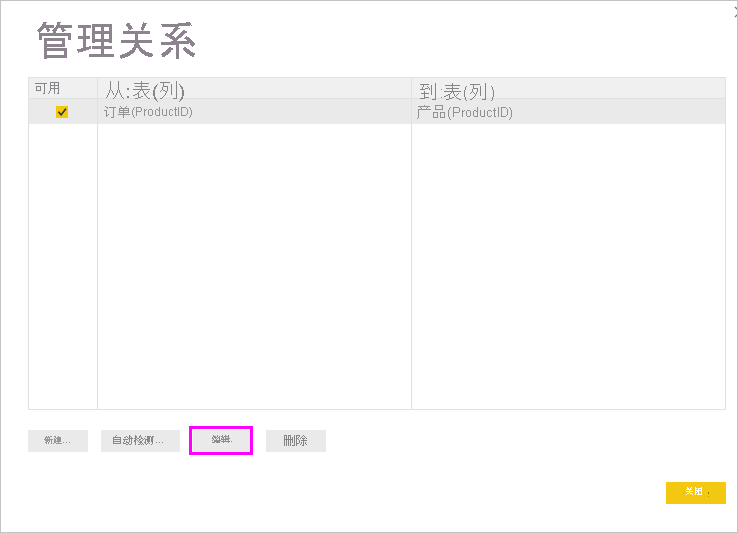 管理关系
可用 从:表(列) 到:表(列)
订单(ProductID) 产品(ProductID)
新建... 自动检测... 编辑. 删除
关闭